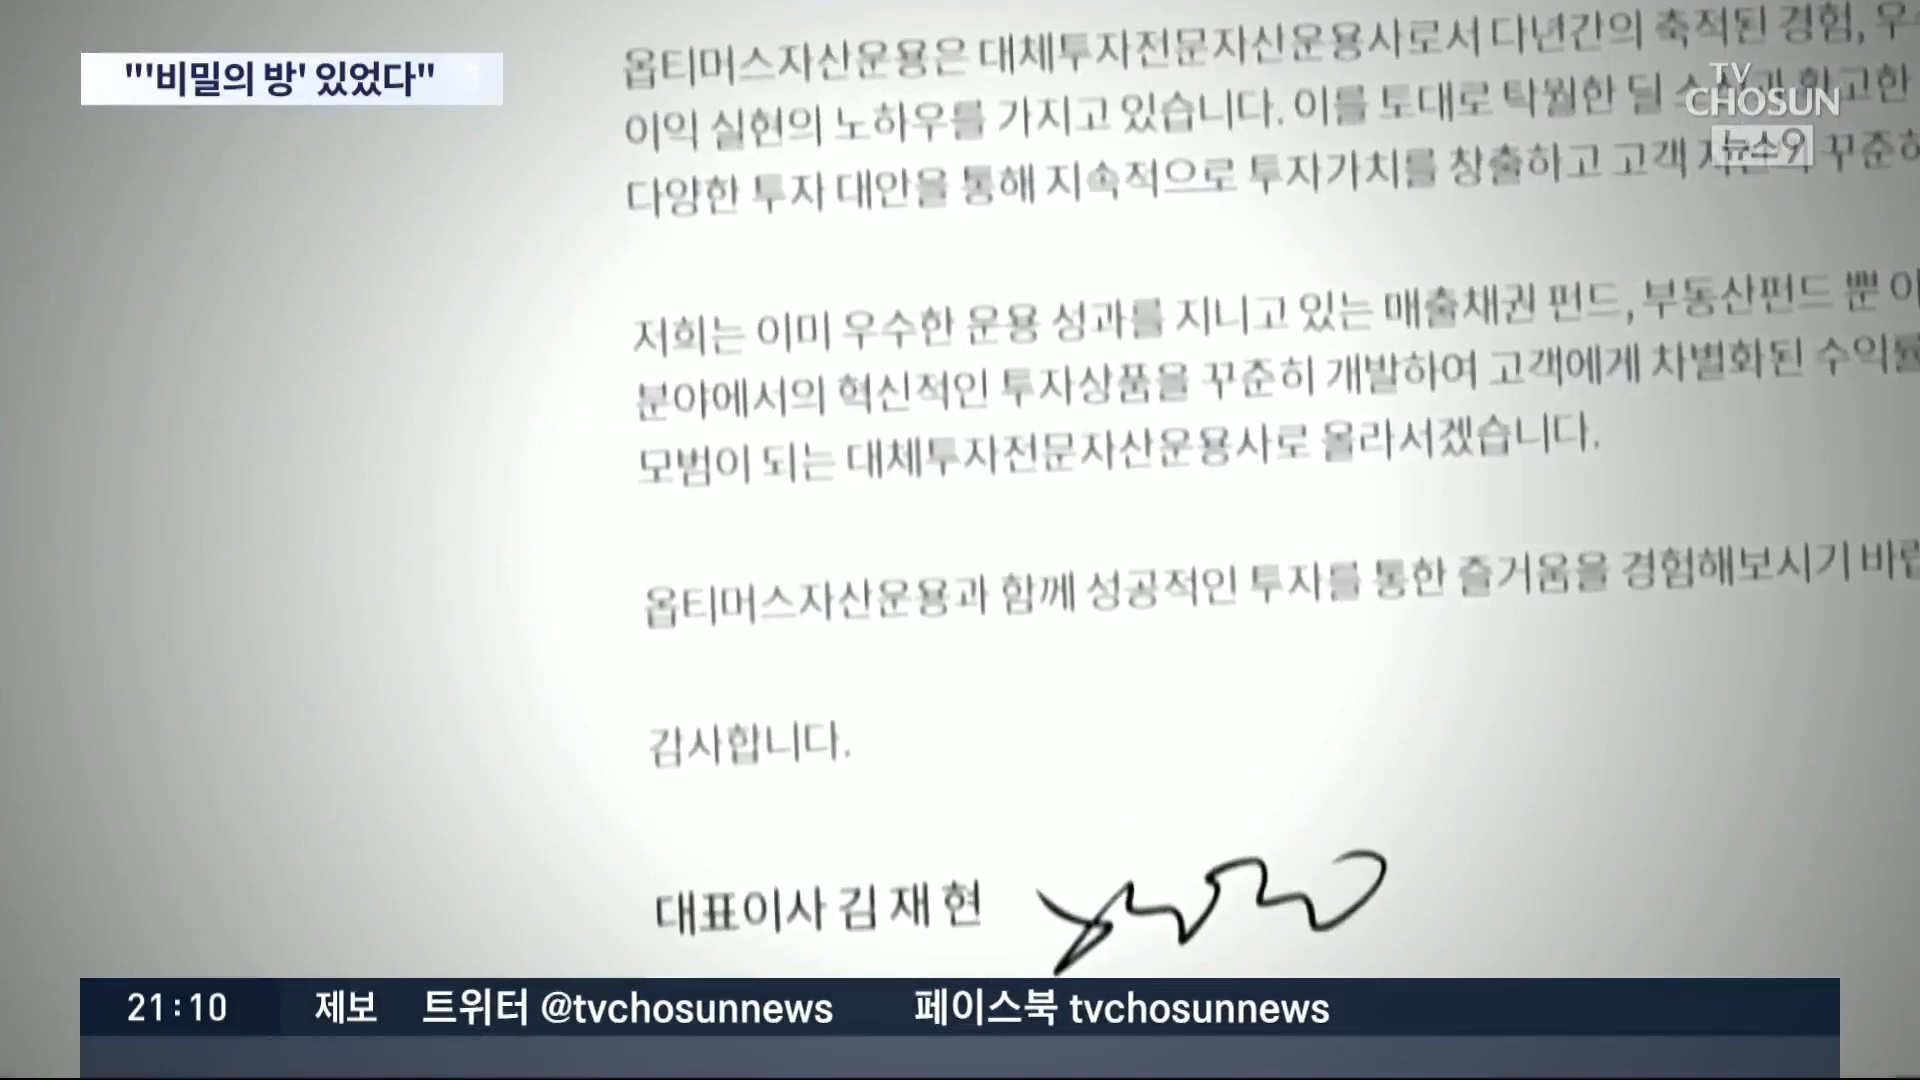 "'비밀의 방' 있었다"
TV
CHOSUN
뉴스9
옵티머스자산운용은 대체투자전문자산운용사로서 다년간의 축적된 경험,
이익 실현의 노하우를 가지고 있습니다. 이를 토대로 탁월한 딜
다양한 투자 대안을 통해 지속적으로 투자가치를 창출하고 고객
저희는 이미 우수한 운용 성과를 지니고 있는 매출채권 펀드, 부동산펀드 뿐
분야에서의 혁신적인 투자상품을 꾸준히 개발하여 고객에게 차별화된
모범이 되는 대체투자전문자산운용사로 올라서겠습니다.
옵티머스자산운용과 함께 성공적인 투자를 통한 즐거움을 경험해보시기
감사합니다.
대표이사 김 재 현
21:10 제보 트위터 @tvchosunnews 페이스북 tvchosunnews